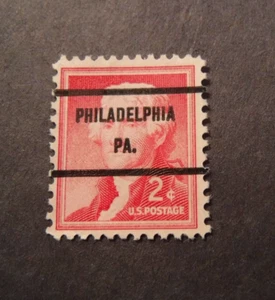 PHILADELPHIA
PA.
2¢
U.S. POSTAGE